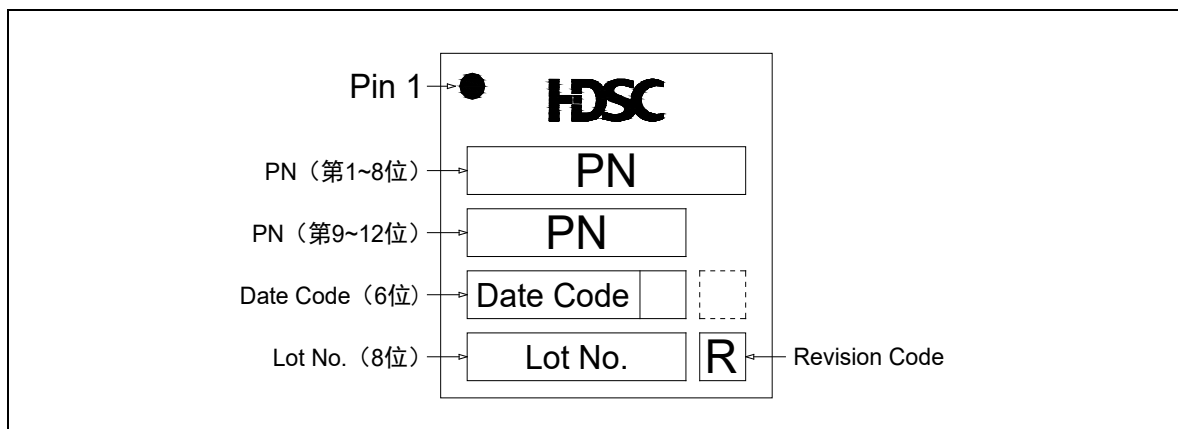 Pin 1
HDSC
PN（第1~8位） PN
PN（第9~12位） PN
Date Code（6位） Date Code
Lot No.（8位） Lot No. R Revision Code